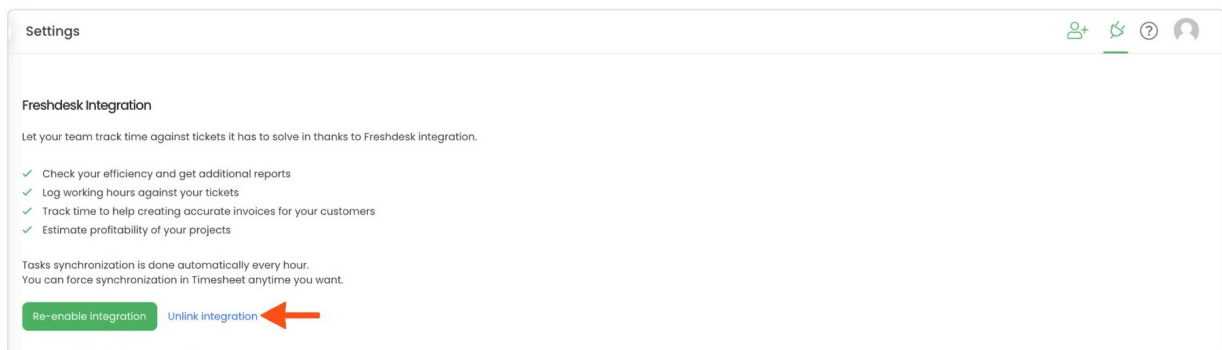 Settings
Freshdesk Integration
Let your team track time against tickets it has to solve in thanks to Freshdesk integration.
Check your efficiency and get additional reports
Log working hours against your tickets
Track time to help creating accurate invoices for your customers
Estimate profitability of your projects
Tasks synchronization is done automatically every hour.
You can force synchronization in Timesheet anytime you want.
Re-enable integration Unlink integration